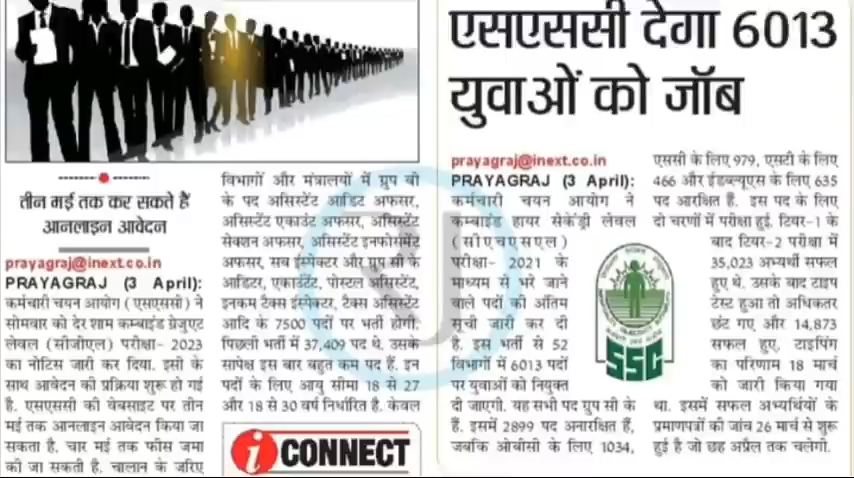 तीन मई तक कर सकते हैं
आनलाइन आवेदन
prayagraj@inext.co.in
PRAYAGRAJ (3 April):
कर्मचारी चयन आयोग (एसएससी) ने
सोमवार को देर शाम कम्बाइंड ग्रेजुएट
लेवल (सीजीएल) परीक्षा- 2023
का नोटिस जारी कर दिया. इसी के
साथ आवेदन की प्रक्रिया शुरू हो गई
है. एसएससी की वेबसाइट पर तीन
मई तक आनलाइन आवेदन किया जा
सकता है. चार मई तक फीस जमा
की जा सकती है. चालान के जरिए
विभागों और मंत्रालयों में ग्रुप बी
के पद असिस्टेंट आडिट अफसर,
असिस्टेंट एकाउंट अफसर, असिस्टेंट
सेक्शन अफसर, असिस्टेंट इनफोर्समेंट
अफसर, सब इंस्पेक्टर और ग्रुप सी के
आडिटर, एकाउंटेंट, पोस्टल असिस्टेंट,
इनकम टैक्स इंस्पेक्टर, टैक्स असिस्टेंट
आदि के 7500 पदों पर भर्ती होगी.
पिछली भर्ती में 37,409 पद थे. उसके
सापेक्ष इस बार बहुत कम पद हैं. इन
पदों के लिए आयु सीमा 18 से 27
और 18 से 30 वर्ष निर्धारित है. केवल
i CONNECT
एसएससी देगा 6013
युवाओं को जॉब
prayagraj@inext.co.in
PRAYAGRAJ (3 April):
कर्मचारी चयन आयोग ने
कम्बाइंड हायर सेकेंड्री लेवल
(सीएचएसएल)
परीक्षा- 2021 के
माध्यम से भरे जाने
वाले पदों की अंतिम
सूची जारी कर दी
है. इस भर्ती से 52
विभागों में 6013 पदों
पर युवाओं को नियुक्त
दी जाएगी. यह सभी पद ग्रुप सी के
हैं. इसमें 2899 पद अनारक्षित हैं,
जबकि ओबीसी के लिए 1034,
SSC
एससी के लिए 979, एसटी के लिए
466 और ईडब्ल्यूएस के लिए 635
पद आरक्षित हैं. इस पद के लिए
दो चरणों में परीक्षा हुई. टियर-1 के
बाद टियर-2 परीक्षा में
35,023 अभ्यर्थी सफल
हुए थे. उसके बाद टाइप
टेस्ट हुआ तो अधिकतर
छंट गए और 14,873
सफल हुए. टाइपिंग
का परिणाम 18 मार्च
को जारी किया गया
था. इसमें सफल अभ्यर्थियों के
प्रमाणपत्रों की जांच 26 मार्च से शुरू
हुई है जो छह अप्रैल तक चलेगी.